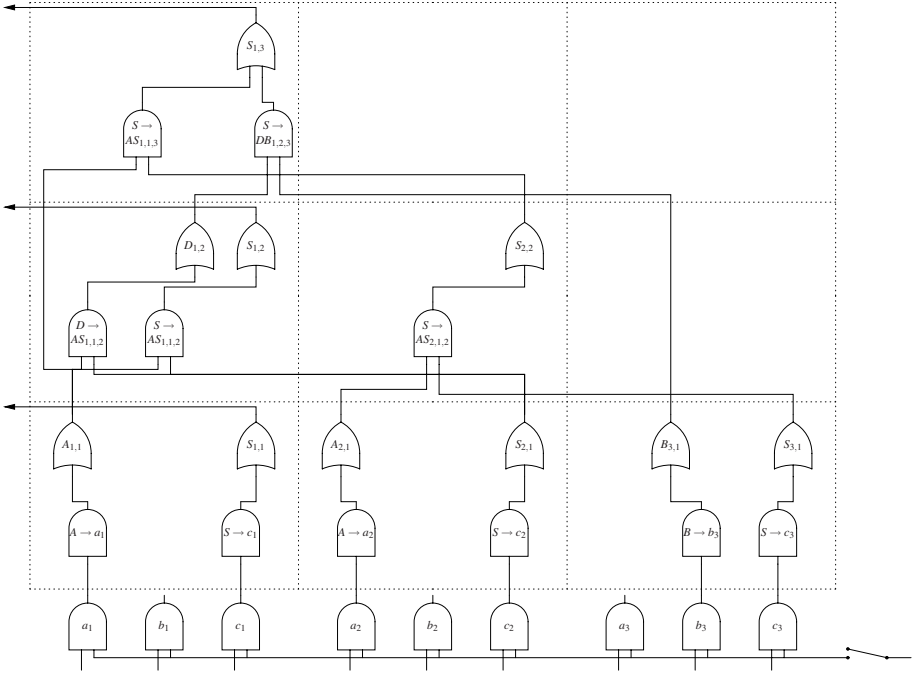 S1,3
S →
AS1,1,3
S →
DB1,2,3
D1,2
S1,2
S2,2
D →
AS1,1,2
S →
AS1,1,2
S →
AS2,1,2
A1,1
S1,1
A2,1
S2,1
B3,1
S3,1
A → a1
S → c1
A → a2
S → c2
B → b3
S → c3
a1
b1
c1
a2
b2
c2
a3
b3
c3